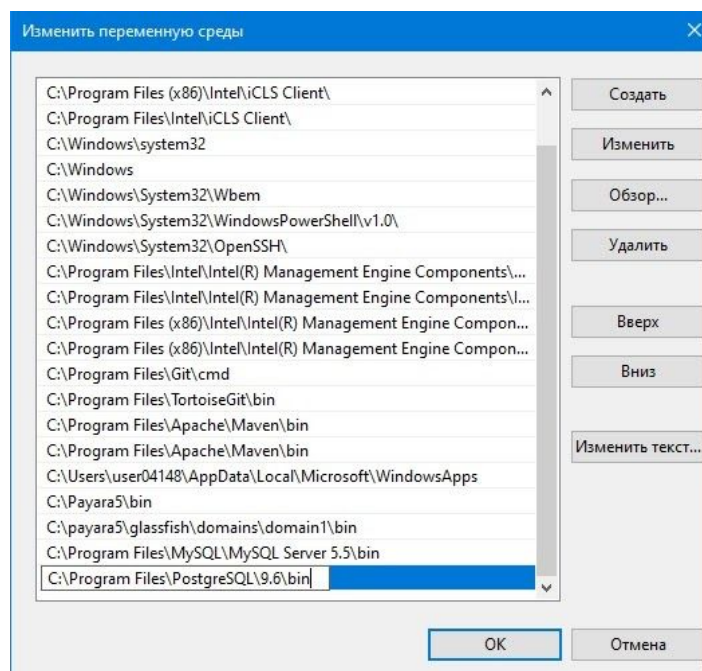 Изменить переменную среды
C:\Program Files (x86)\Intel\iCLS Client\
C:\Program Files\Intel\iCLS Client\
C:\Windows\system32
C:\Windows
C:\Windows\System32\Wbem
C:\Windows\System32\WindowsPowerShell\v1.0\
C:\Windows\System32\OpenSSH\
C:\Program Files\Intel\Intel(R) Management Engine Components\...
C:\Program Files\Intel\Intel(R) Management Engine Components\I...
C:\Program Files (x86)\Intel\Intel(R) Management Engine Compon...
C:\Program Files (x86)\Intel\Intel(R) Management Engine Compon...
C:\Program Files\Git\cmd
C:\Program Files\TortoiseGit\bin
C:\Program Files\Apache\Maven\bin
C:\Program Files\Apache\Maven\bin
C:\Users\user04148\AppData\Local\Microsoft\WindowsApps
C:\Payara5\bin
C:\payara5\glassfish\domains\domain1\bin
C:\Program Files\MySQL\MySQL Server 5.5\bin
C:\Program Files\PostgreSQL\9.6\bin
Создать
Изменить
Обзор...
Удалить
Вверх
Вниз
Изменить текст...
OK
Отмена